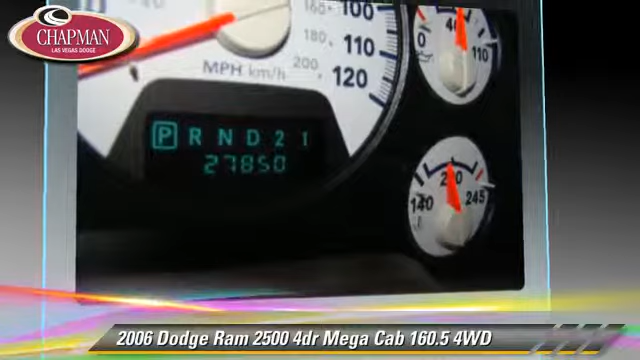 CHAPMAN
LAS VEGAS DODGE
160
100
180
110
MPH km/h
200
120
P R N D 2 1
27850
0
40
110
140
210
245
2006 Dodge Ram 2500 4dr Mega Cab 160.5 4WD